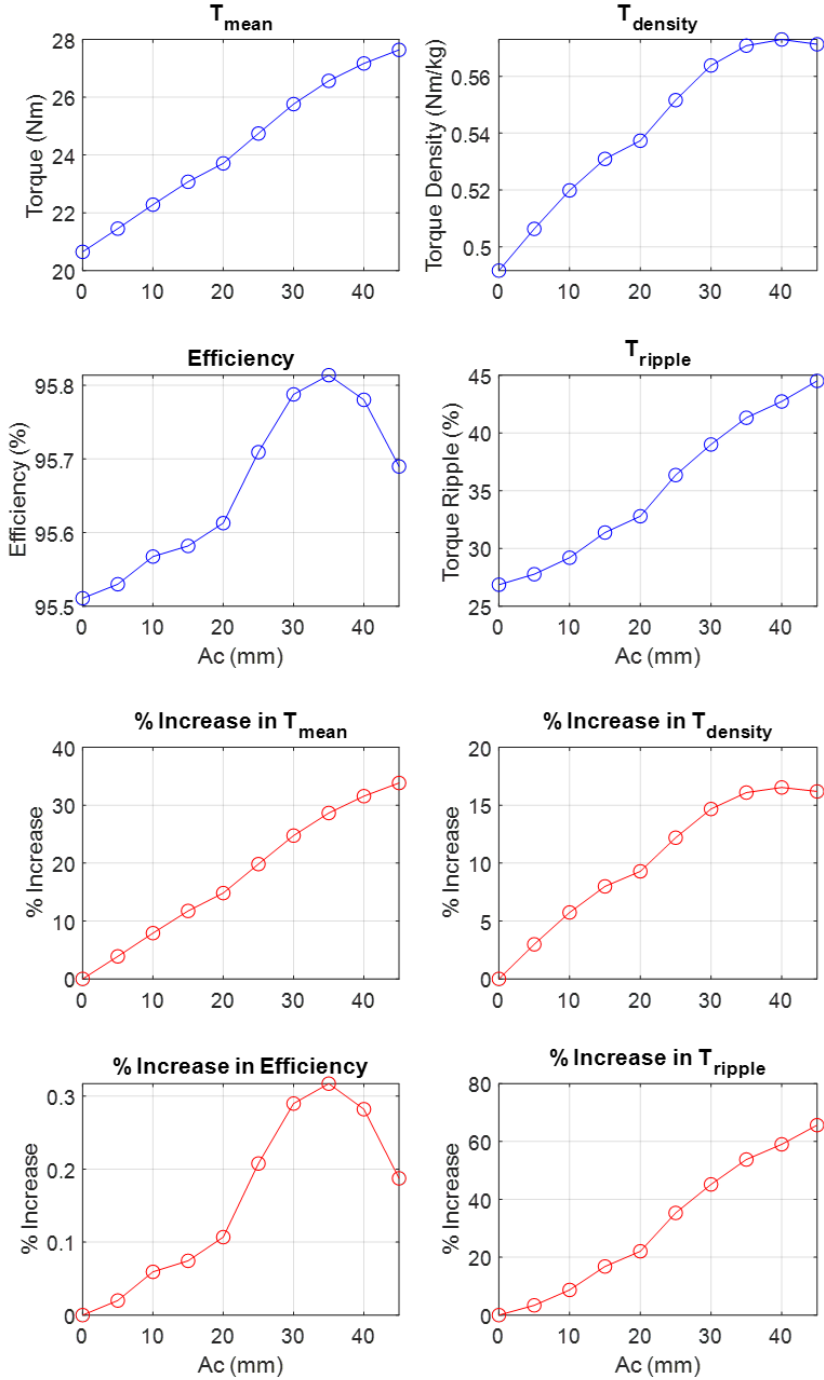 T_mean
Torque (Nm)
28
26
24
22
20
0 10 20 30 40
T_density
Torque Density (Nm/kg)
0.56
0.54
0.52
0.5
0 10 20 30 40
Efficiency
Efficiency (%)
95.8
95.7
95.6
95.5
0 10 20 30 40
Ac (mm)
T_ripple
Torque Ripple (%)
45
40
35
30
25
0 10 20 30 40
Ac (mm)
% Increase in T_mean
% Increase
40
30
20
10
0
0 10 20 30 40
% Increase in T_density
% Increase
20
15
10
5
0
0 10 20 30 40
% Increase in Efficiency
% Increase
0.3
0.2
0.1
0
0 10 20 30 40
Ac (mm)
% Increase in T_ripple
% Increase
80
60
40
20
0
0 10 20 30 40
Ac (mm)